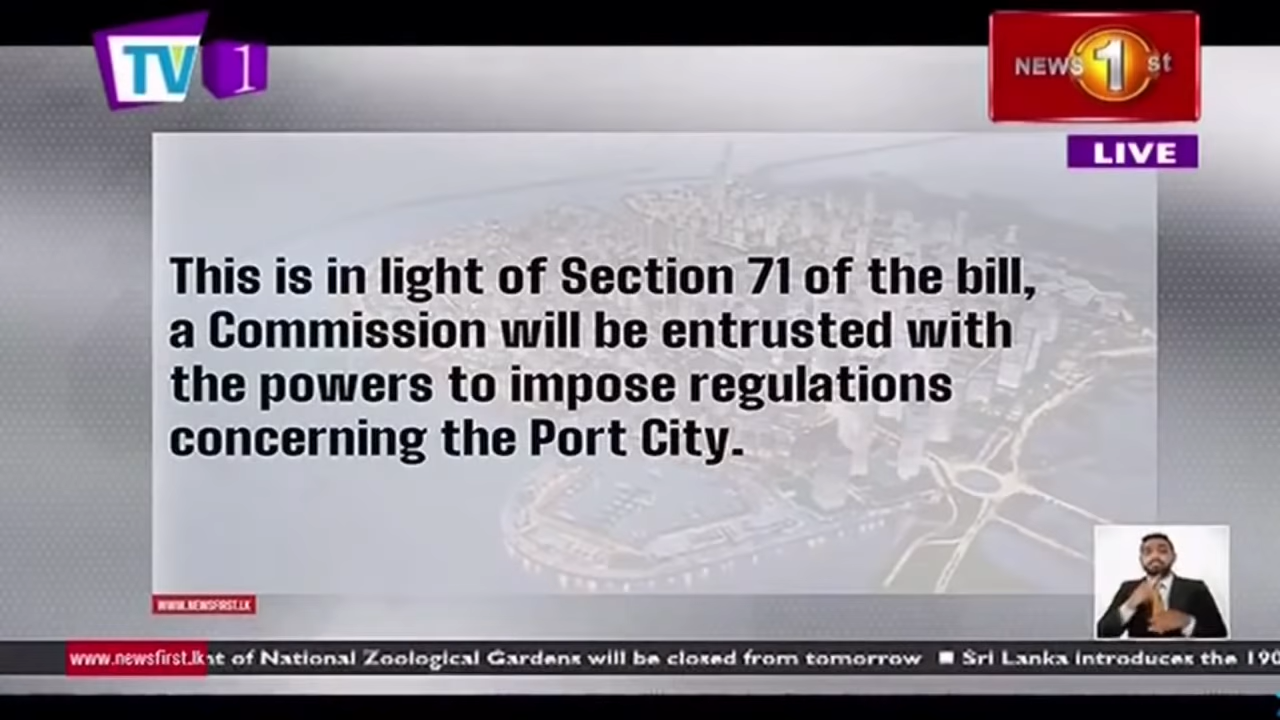 TV 1
NEWS 1st
LIVE
This is in light of Section 71 of the bill,
a Commission will be entrusted with
the powers to impose regulations
concerning the Port City.
WWW.NEWSFIRST.LK
www.newsfirst.lk of National Zoological Gardens will be closed from tomorrow ■ Sri Lanka introduces the